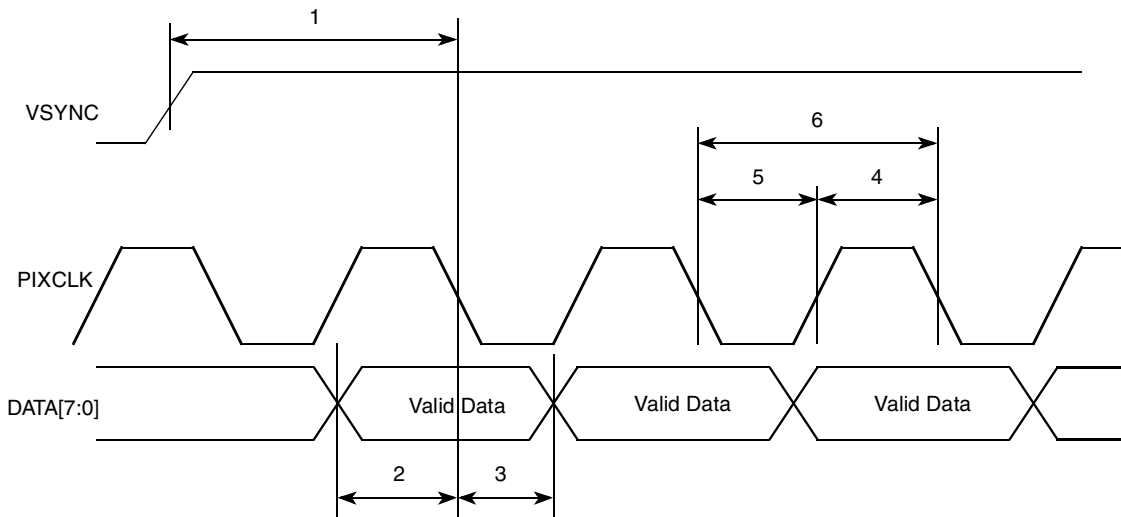 1
VSYNC
6
5
4
PIXCLK
DATA[7:0]
Valid Data
Valid Data
Valid Data
2
3